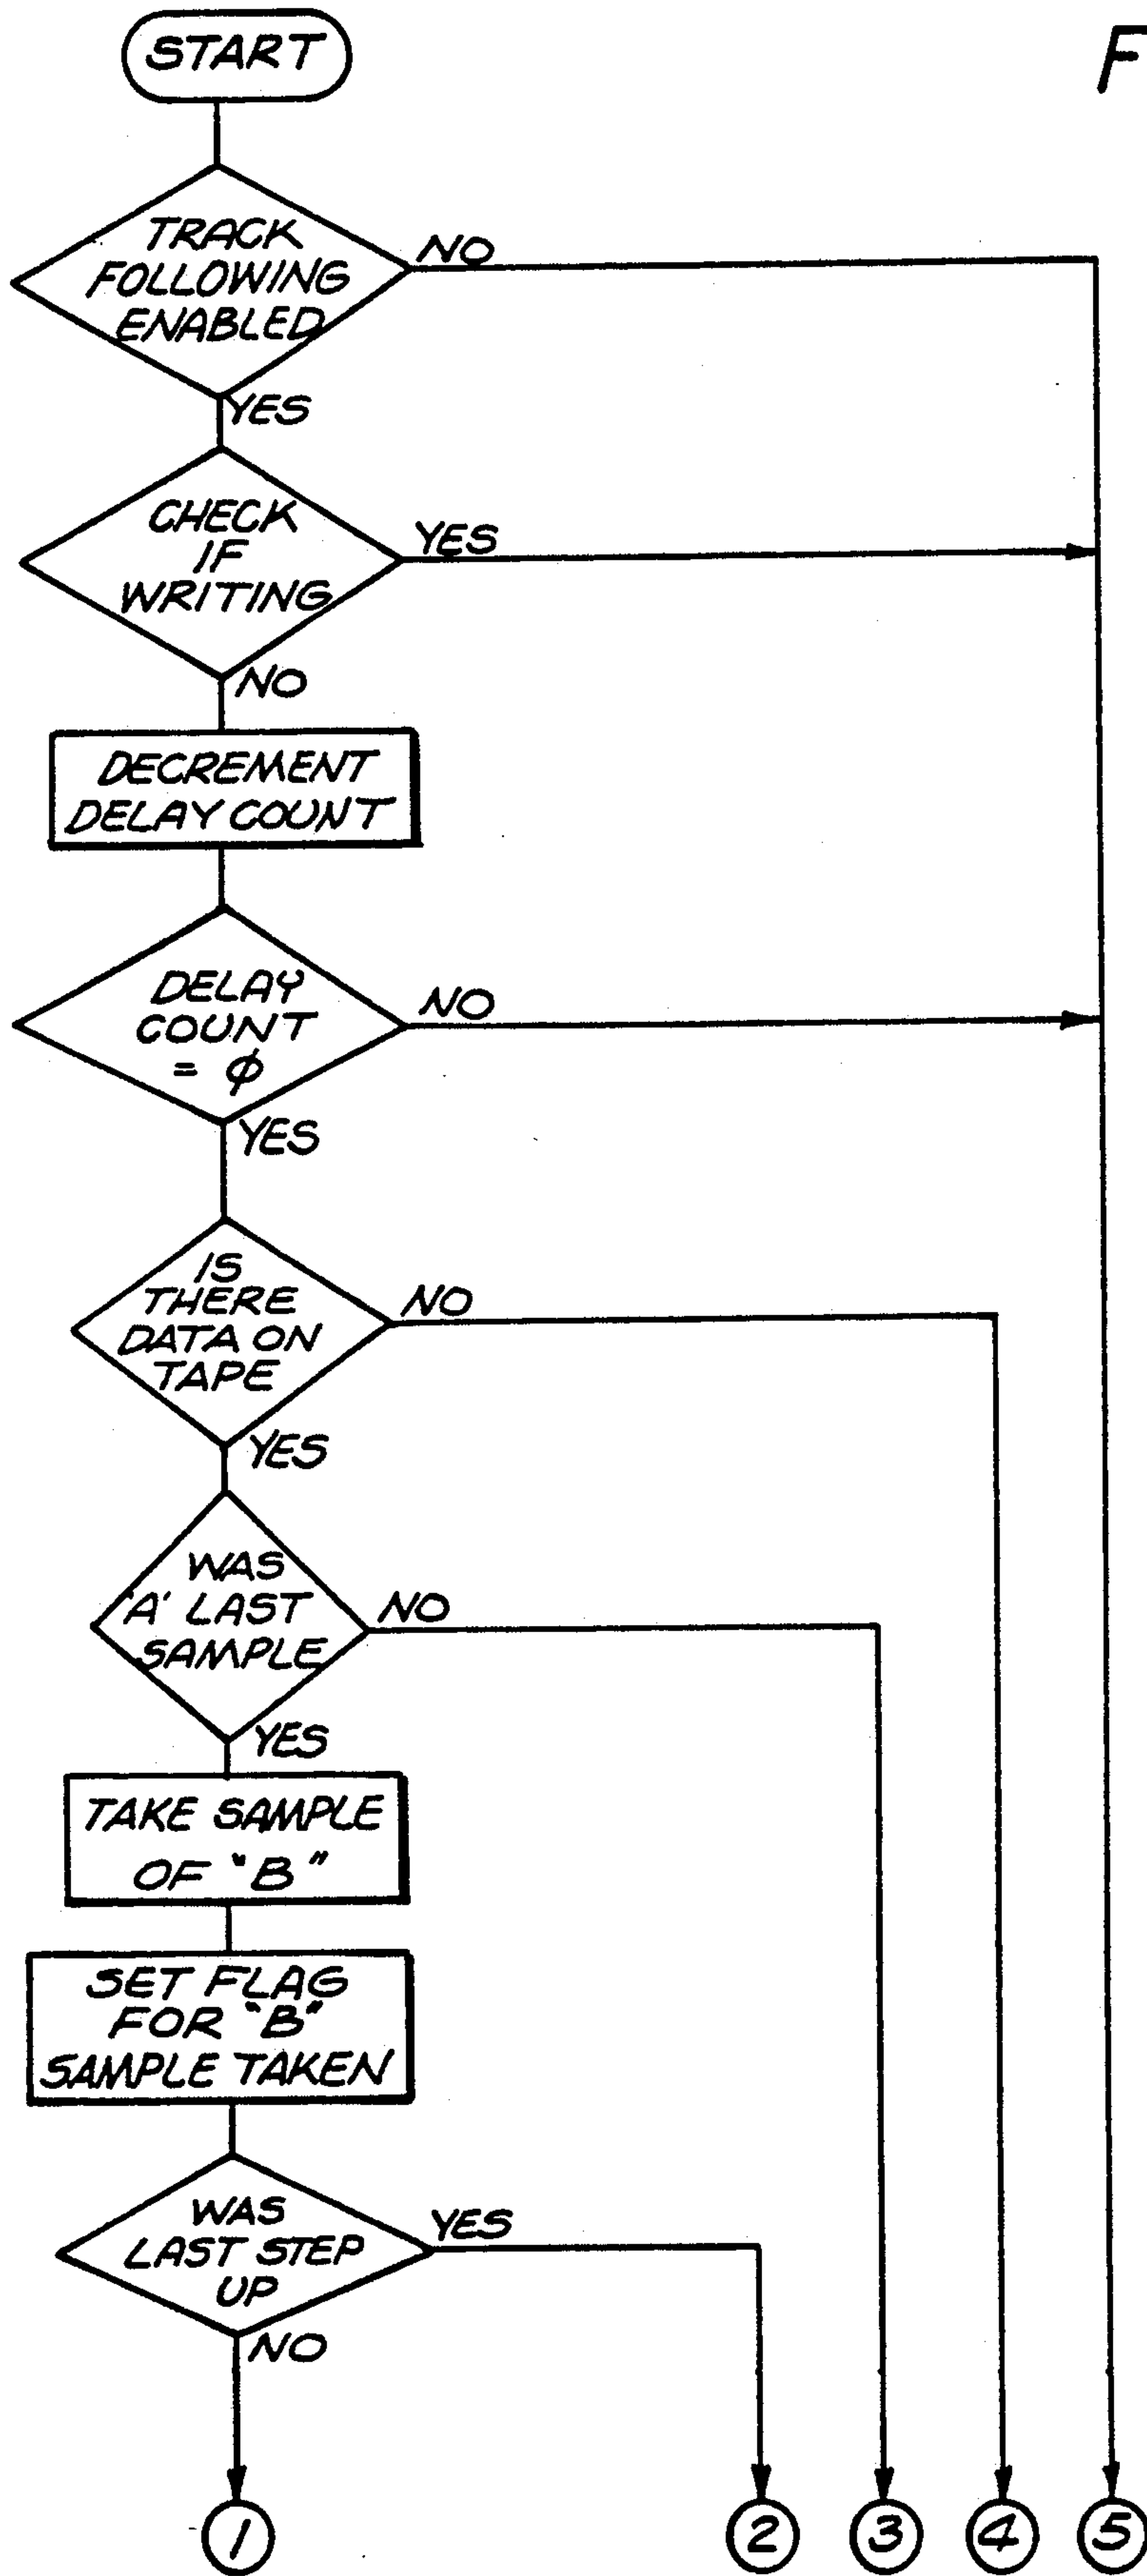 START
F
TRACK
FOLLOWING
ENABLED
NO
YES
CHECK
IF
WRITING
YES
NO
DECREMENT
DELAY COUNT
DELAY
COUNT
= φ
NO
YES
IS
THERE
DATA ON
TAPE
NO
YES
WAS
'A' LAST
SAMPLE
NO
YES
TAKE SAMPLE
OF "B"
SET FLAG
FOR "B"
SAMPLE TAKEN
WAS
LAST STEP
UP
YES
NO
1
2
3
4
5